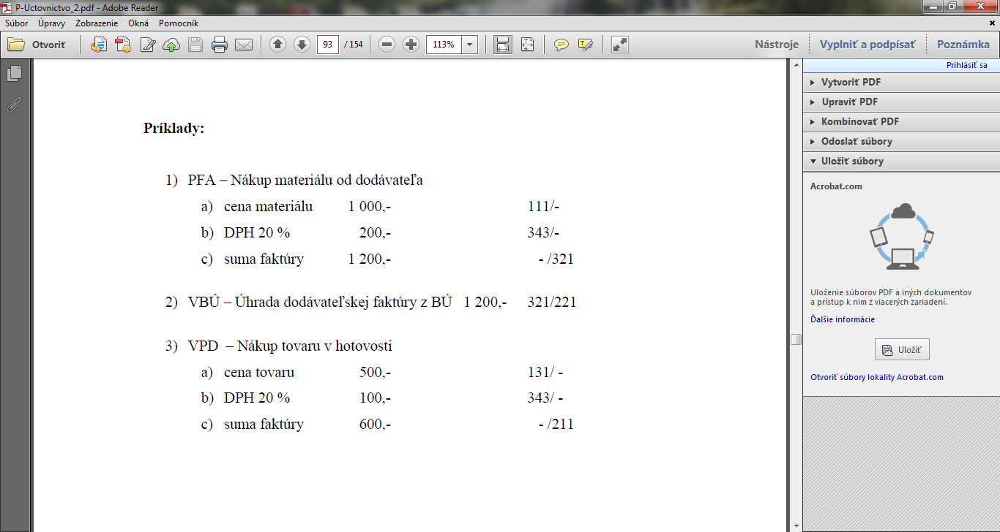 P-Uctovnictvo_2.pdf - Adobe Reader
Súbor Úpravy Zobrazenie Okná Pomocník
Otvoriť 93 / 154 113% Nástroje Vyplniť a podpísať Poznámka
Prihlásiť sa
Vytvoriť PDF
Upraviť PDF
Kombinovať PDF
Odoslať súbory
Uložiť súbory
Acrobat.com
Uloženie súborov PDF a iných dokumentov
a prístup k nim z viacerých zariadení.
Ďalšie informácie
Uložiť
Otvoriť súbory lokality Acrobat.com
Príklady:
1) PFA – Nákup materiálu od dodávateľa
a) cena materiálu 1 000,- 111/-
b) DPH 20 % 200,- 343/-
c) suma faktúry 1 200,- - /321
2) VBÚ – Úhrada dodávateľskej faktúry z BÚ 1 200,- 321/221
3) VPD – Nákup tovaru v hotovosti
a) cena tovaru 500,- 131/ -
b) DPH 20 % 100,- 343/ -
c) suma faktúry 600,- - /211